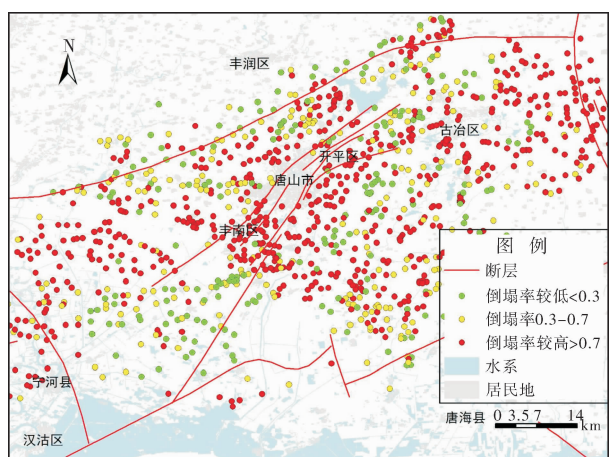 N
丰润区
古冶区
开平区
唐山市
丰南区
图 例
断层
倒塌率较低<0.3
倒塌率0.3-0.7
倒塌率较高>0.7
水系
居民地
宁河县
唐海县
0 3.5 7 14
km
汉沽区